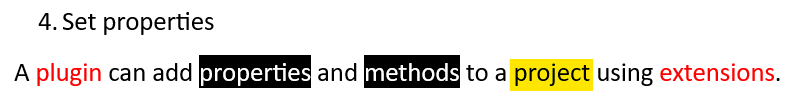 4. Set properties
A plugin can add properties and methods to a project using extensions.